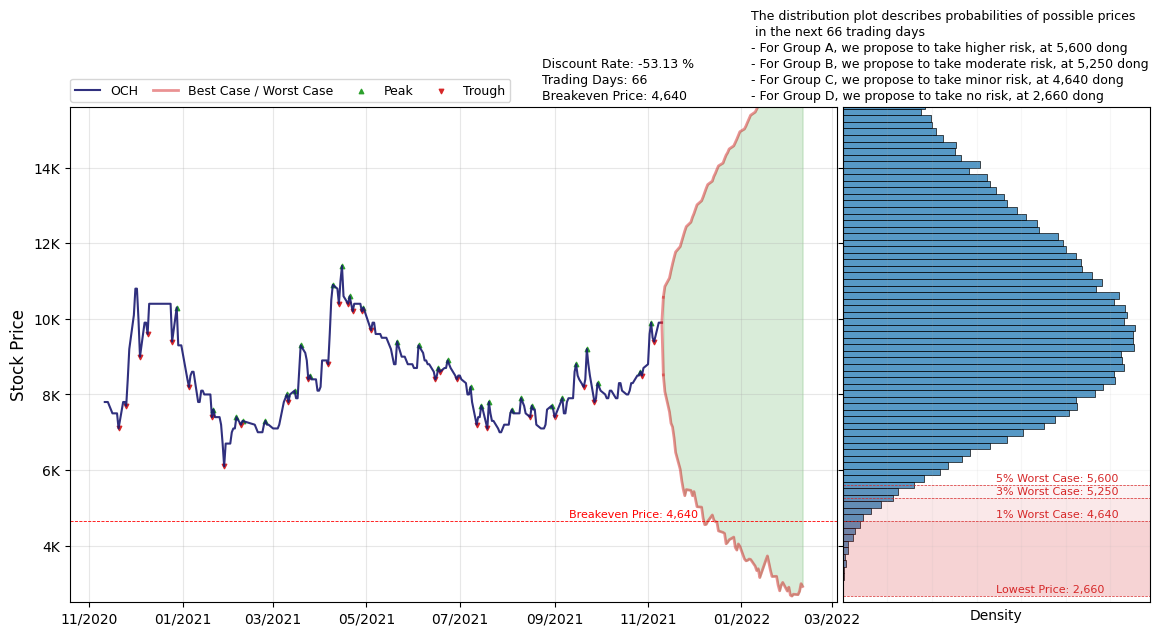 The distribution plot describes probabilities of possible prices
in the next 66 trading days
- For Group A, we propose to take higher risk, at 5,600 dong
- For Group B, we propose to take moderate risk, at 5,250 dong
- For Group C, we propose to take minor risk, at 4,640 dong
- For Group D, we propose to take no risk, at 2,660 dong
Discount Rate: -53.13 %
Trading Days: 66
Breakeven Price: 4,640
OCH
Best Case / Worst Case
Peak
Trough
Stock Price
14K
12K
10K
8K
6K
4K
Breakeven Price: 4,640
11/2020
01/2021
03/2021
05/2021
07/2021
09/2021
11/2021
01/2022
03/2022
5% Worst Case: 5,600
3% Worst Case: 5,250
1% Worst Case: 4,640
Lowest Price: 2,660
Density